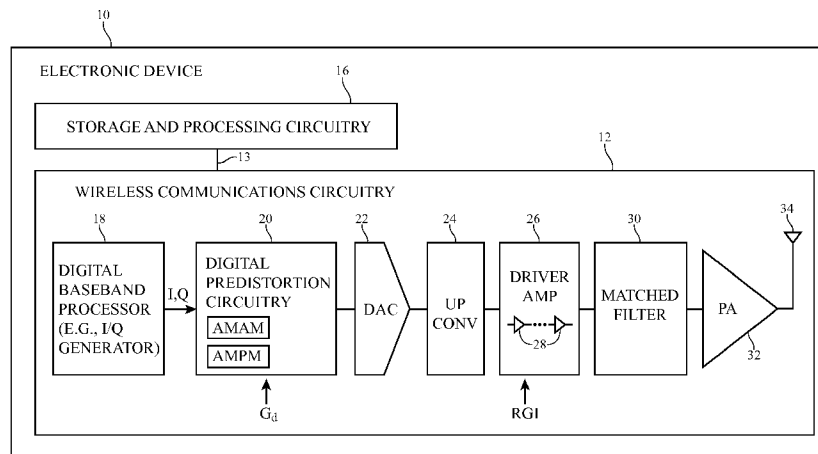 10
ELECTRONIC DEVICE
16
STORAGE AND PROCESSING CIRCUITRY
13
12
WIRELESS COMMUNICATIONS CIRCUITRY
18
DIGITAL
BASEBAND
PROCESSOR
(E.G., I/Q
GENERATOR)
I,Q
20
DIGITAL
PREDISTORTION
CIRCUITRY
AMAM
AMPM
Gd
22
DAC
24
UP
CONV
26
DRIVER
AMP
28
RGI
30
MATCHED
FILTER
PA
32
34